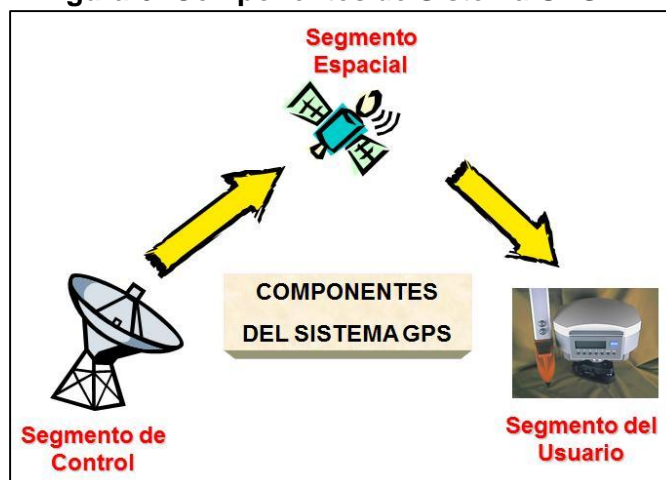 Segmento
Espacial
COMPONENTES
DEL SISTEMA GPS
Segmento de
Control
Segmento del
Usuario